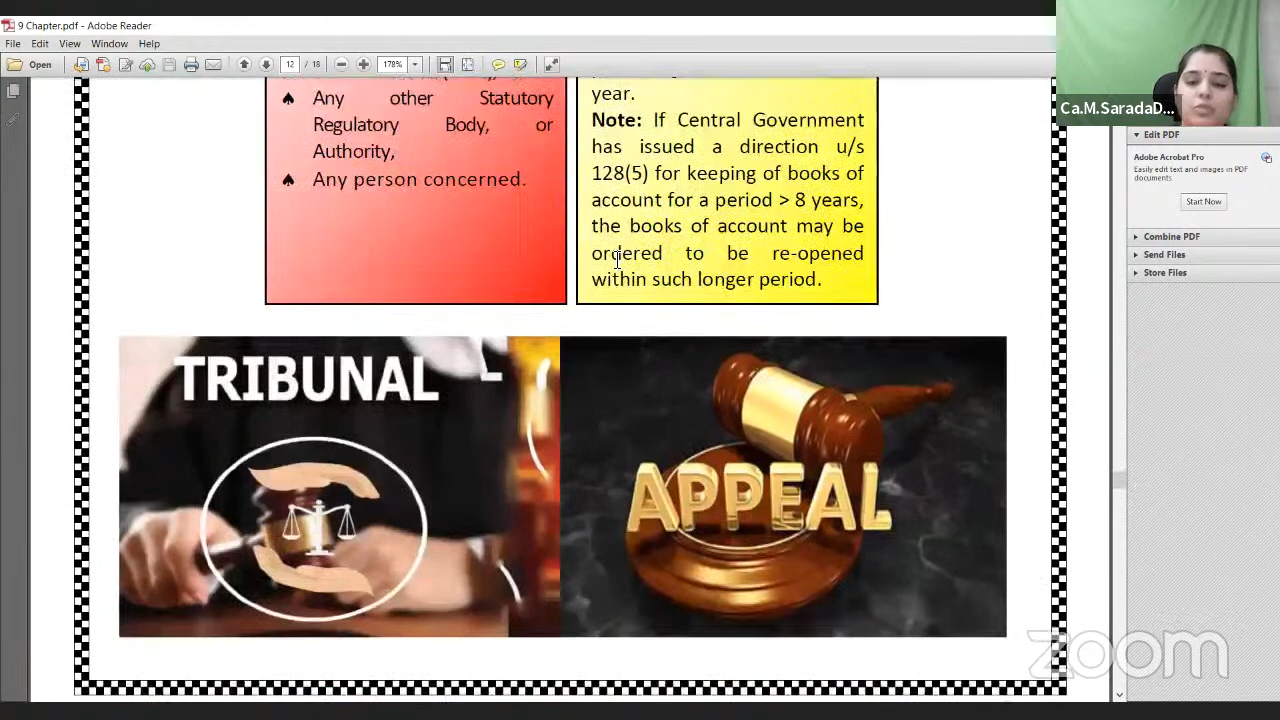 9 Chapter.pdf - Adobe Reader
File Edit View Window Help
Open 12 / 18 178%
Any other Statutory
Regulatory Body, or
Authority,
Any person concerned.
year.
Note: If Central Government
has issued a direction u/s
128(5) for keeping of books of
account for a period > 8 years,
the books of account may be
ordered to be re-opened
within such longer period.
TRIBUNAL
APPEAL
Ca.M.SaradaD...
Edit PDF
Adobe Acrobat Pro
Easily edit text and images in PDF
documents
Start Now
Combine PDF
Send Files
Store Files
zoom